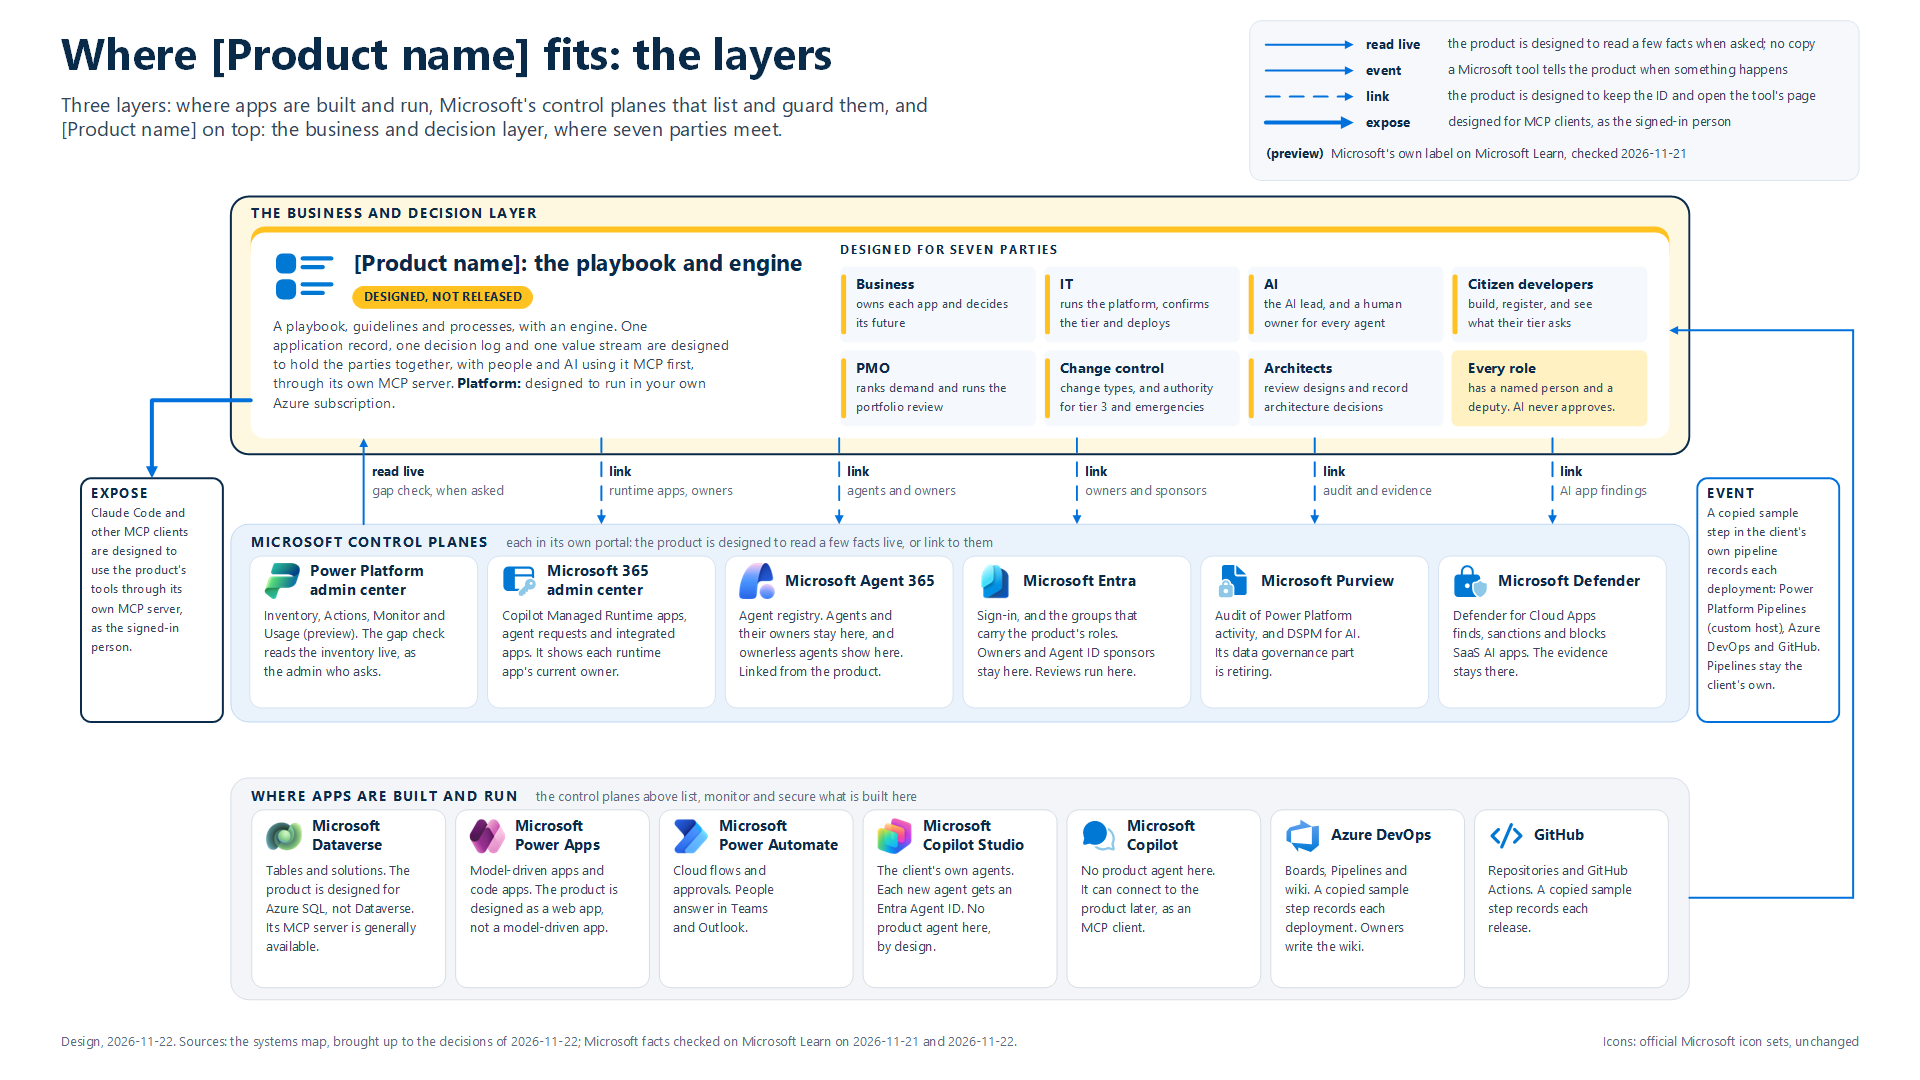 Where [Product name] fits: the layers
Three layers: where apps are built and run, Microsoft's control planes that list and guard them, and
[Product name] on top: the business and decision layer, where seven parties meet.
read live the product is designed to read a few facts when asked; no copy
event a Microsoft tool tells the product when something happens
link the product is designed to keep the ID and open the tool's page
expose designed for MCP clients, as the signed-in person
(preview) Microsoft's own label on Microsoft Learn, checked 2026-11-21
THE BUSINESS AND DECISION LAYER
[Product name]: the playbook and engine
DESIGNED, NOT RELEASED
A playbook, guidelines and processes, with an engine. One
application record, one decision log and one value stream are designed
to hold the parties together, with people and AI using it MCP first,
through its own MCP server. Platform: designed to run in your own
Azure subscription.
DESIGNED FOR SEVEN PARTIES
Business
owns each app and decides
its future
IT
runs the platform, confirms
the tier and deploys
AI
the AI lead, and a human
owner for every agent
Citizen developers
build, register, and see
what their tier asks
PMO
ranks demand and runs the
portfolio review
Change control
change types, and authority
for tier 3 and emergencies
Architects
review designs and record
architecture decisions
Every role
has a named person and a
deputy. AI never approves.
read live
gap check, when asked
link
runtime apps, owners
link
agents and owners
link
owners and sponsors
link
audit and evidence
link
AI app findings
EXPOSE
Claude Code and
other MCP clients
are designed to
use the product's
tools through its
own MCP server,
as the signed-in
person.
EVENT
A copied sample
step in the client's
own pipeline
records each
deployment: Power
Platform Pipelines
(custom host), Azure
DevOps and GitHub.
Pipelines stay the
client's own.
MICROSOFT CONTROL PLANES each in its own portal: the product is designed to read a few facts live, or link to them
Power Platform
admin center
Inventory, Actions, Monitor and
Usage (preview). The gap check
reads the inventory live, as
the admin who asks.
Microsoft 365
admin center
Copilot Managed Runtime apps,
agent requests and integrated
apps. It shows each runtime
app's current owner.
Microsoft Agent 365
Agent registry. Agents and
their owners stay here, and
ownerless agents show here.
Linked from the product.
Microsoft Entra
Sign-in, and the groups that
carry the product's roles.
Owners and Agent ID sponsors
stay here. Reviews run here.
Microsoft Purview
Audit of Power Platform
activity, and DSPM for AI.
Its data governance part
is retiring.
Microsoft Defender
Defender for Cloud Apps
finds, sanctions and blocks
SaaS AI apps. The evidence
stays there.
WHERE APPS ARE BUILT AND RUN the control planes above list, monitor and secure what is built here
Microsoft
Dataverse
Tables and solutions. The
product is designed for
Azure SQL, not Dataverse.
Its MCP server is generally
available.
Microsoft
Power Apps
Model-driven apps and
code apps. The product is
designed as a web app,
not a model-driven app.
Microsoft
Power Automate
Cloud flows and
approvals. People
answer in Teams
and Outlook.
Microsoft
Copilot Studio
The client's own agents.
Each new agent gets an
Entra Agent ID. No
product agent here,
by design.
Microsoft
Copilot
No product agent here.
It can connect to the
product later, as an
MCP client.
Azure DevOps
Boards, Pipelines and
wiki. A copied sample
step records each
deployment. Owners
write the wiki.
GitHub
Repositories and GitHub
Actions. A copied sample
step records each
release.
Design, 2026-11-22. Sources: the systems map, brought up to the decisions of 2026-11-22; Microsoft facts checked on Microsoft Learn on 2026-11-21 and 2026-11-22.
Icons: official Microsoft icon sets, unchanged